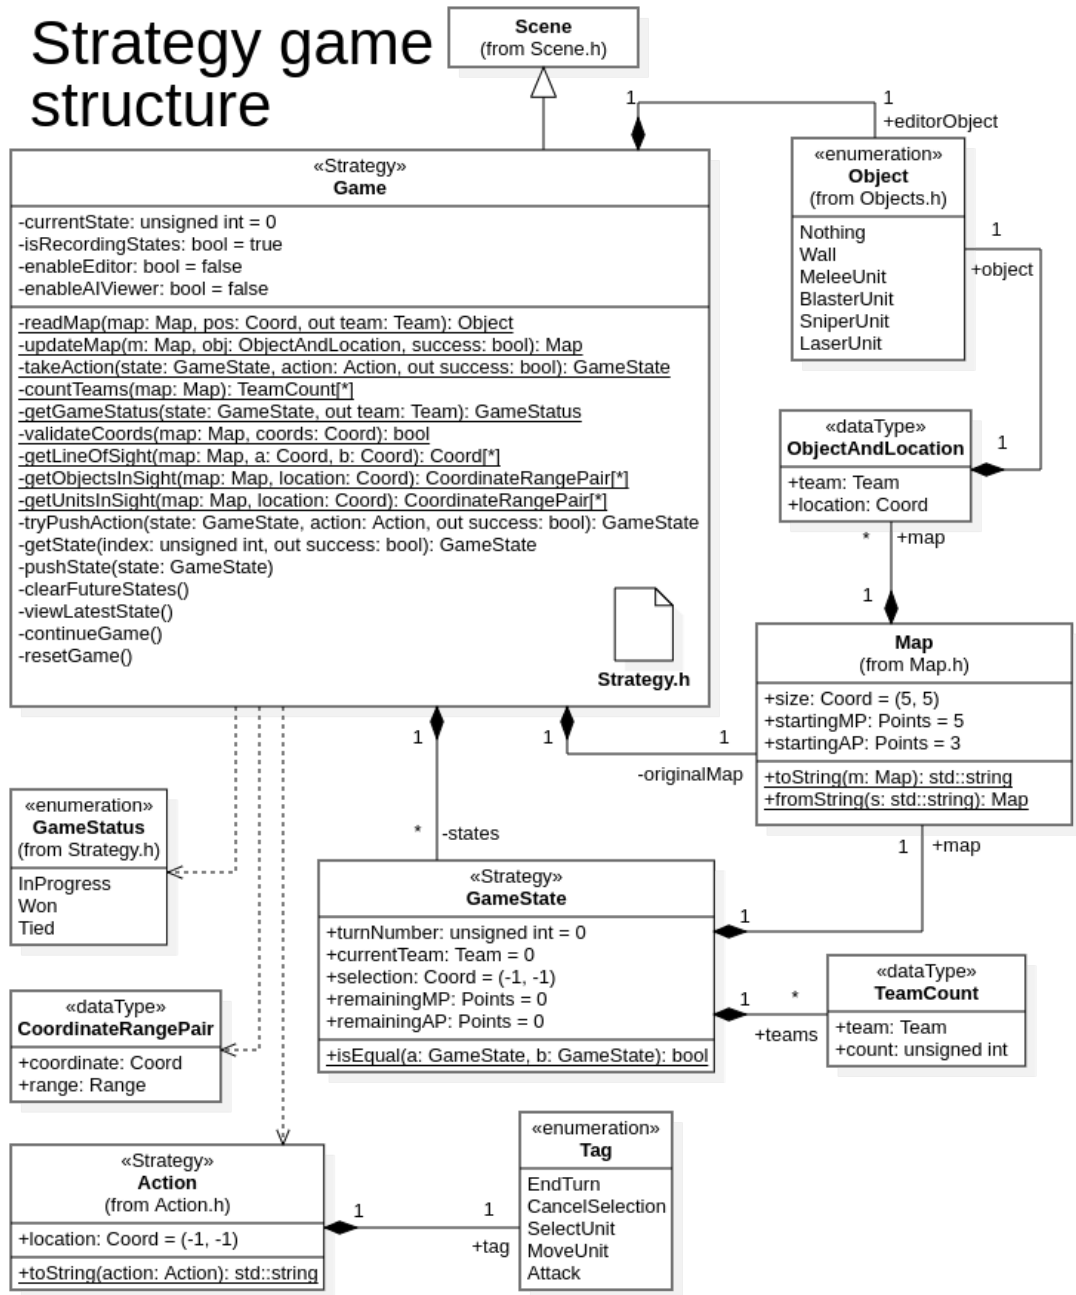 Strategy game
structure
Scene
(from Scene.h)
1
1
+editorObject
«Strategy»
Game
-currentState: unsigned int = 0
-isRecordingStates: bool = true
-enableEditor: bool = false
-enableAIViewer: bool = false
-readMap(map: Map, pos: Coord, out team: Team): Object
-updateMap(m: Map, obj: ObjectAndLocation, success: bool): Map
-takeAction(state: GameState, action: Action, out success: bool): GameState
-countTeams(map: Map): TeamCount[*]
-getGameStatus(state: GameState, out team: Team): GameStatus
-validateCoords(map: Map, coords: Coord): bool
-getLineOfSight(map: Map, a: Coord, b: Coord): Coord[*]
-getObjectsInSight(map: Map, location: Coord): CoordinateRangePair[*]
-getUnitsInSight(map: Map, location: Coord): CoordinateRangePair[*]
-tryPushAction(state: GameState, action: Action, out success: bool): GameState
-getState(index: unsigned int, out success: bool): GameState
-pushState(state: GameState)
-clearFutureStates()
-viewLatestState()
-continueGame()
-resetGame()
Strategy.h
«enumeration»
Object
(from Objects.h)
Nothing
Wall
MeleeUnit
BlasterUnit
SniperUnit
LaserUnit
1
+object
«dataType»
ObjectAndLocation
+team: Team
+location: Coord
1
* +map
1
Map
(from Map.h)
+size: Coord = (5, 5)
+startingMP: Points = 5
+startingAP: Points = 3
+toString(m: Map): std::string
+fromString(s: std::string): Map
1
1
1
-originalMap
* -states
1 +map
«enumeration»
GameStatus
(from Strategy.h)
InProgress
Won
Tied
«Strategy»
GameState
+turnNumber: unsigned int = 0
+currentTeam: Team = 0
+selection: Coord = (-1, -1)
+remainingMP: Points = 0
+remainingAP: Points = 0
+isEqual(a: GameState, b: GameState): bool
1
1
*
+teams
«dataType»
TeamCount
+team: Team
+count: unsigned int
«dataType»
CoordinateRangePair
+coordinate: Coord
+range: Range
«Strategy»
Action
(from Action.h)
+location: Coord = (-1, -1)
+toString(action: Action): std::string
1
1
+tag
«enumeration»
Tag
EndTurn
CancelSelection
SelectUnit
MoveUnit
Attack